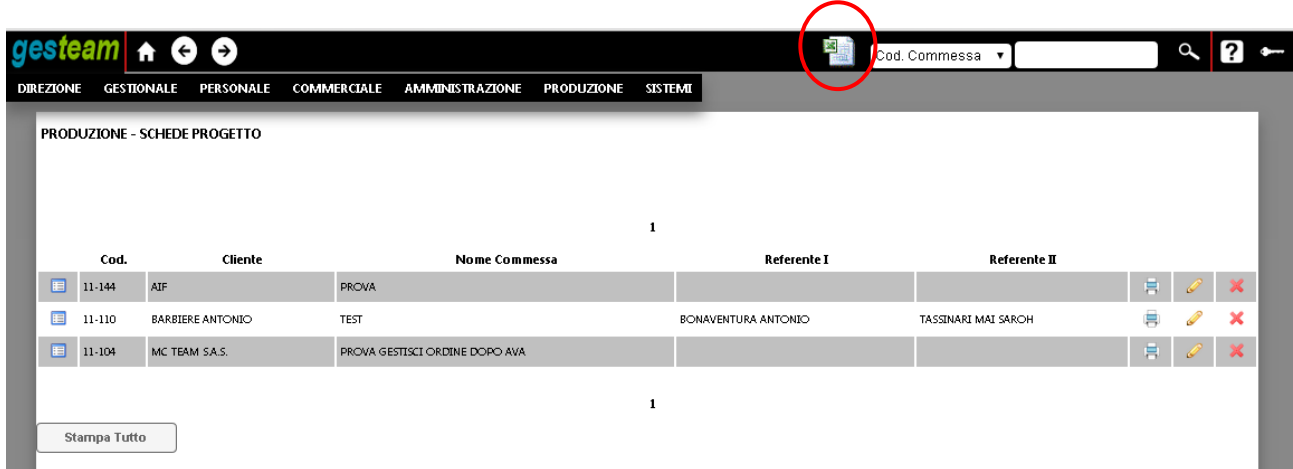 gesteam Cod. Commessa ?
DIREZIONE GESTIONALE PERSONALE COMMERCIALE AMMINISTRAZIONE PRODUZIONE SISTEMI
PRODUZIONE - SCHEDE PROGETTO
1
Cod. Cliente Nome Commessa Referente I Referente II
11-144 AIF PROVA
11-110 BARBIERE ANTONIO TEST BONAVENTURA ANTONIO TASSINARI MAI SAROH
11-104 MC TEAM S.A.S. PROVA GESTISCI ORDINE DOPO AVA
1
Stampa Tutto